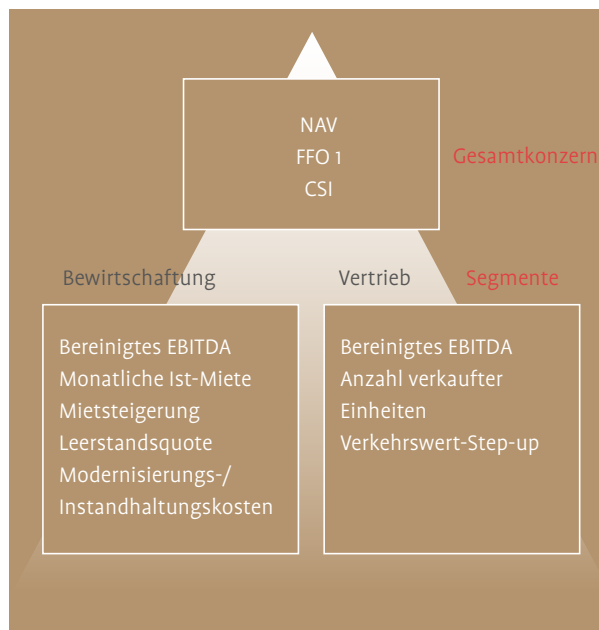 NAV
FFO 1
CSI
Gesamtkonzern
Bewirtschaftung
Vertrieb
Segmente
Bereinigtes EBITDA
Monatliche Ist-Miete
Mietsteigerung
Leerstandsquote
Modernisierungs-/
Instandhaltungskosten
Bereinigtes EBITDA
Anzahl verkaufter
Einheiten
Verkehrswert-Step-up